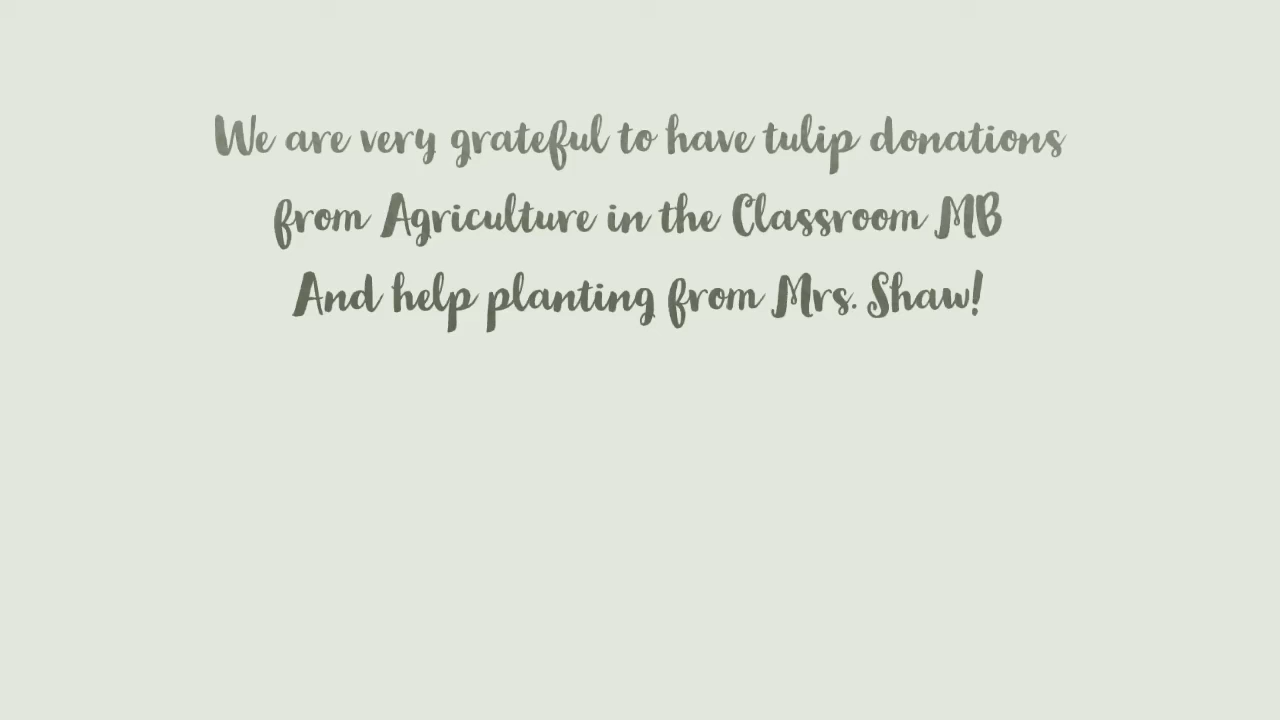 We are very grateful to have tulip donations
from Agriculture in the Classroom MB
And help planting from Mrs. Shaw!